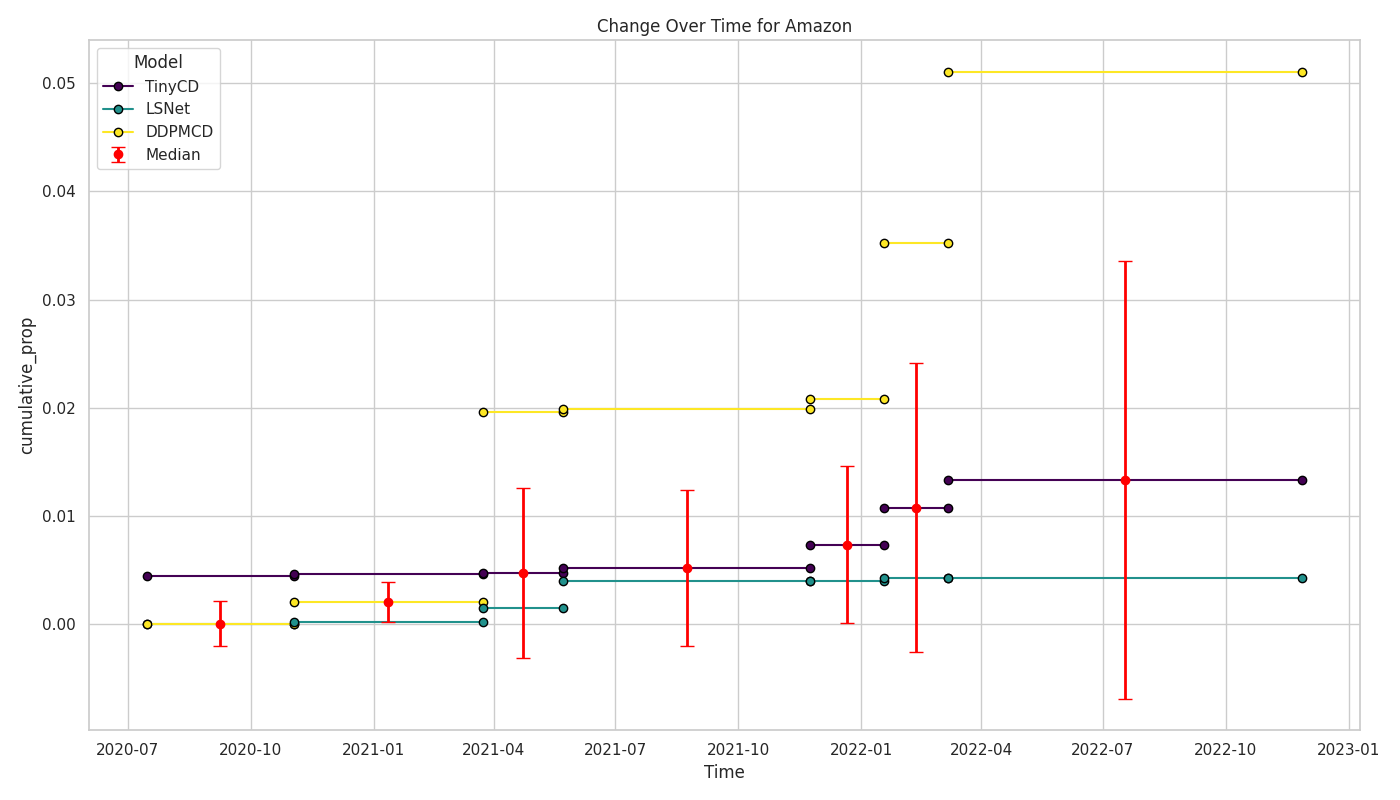 Change Over Time for Amazon
Model
TinyCD
LSNet
DDPMCD
Median
cumulative_prop
0.05
0.04
0.03
0.02
0.01
0.00
2020-07
2020-10
2021-01
2021-04
2021-07
2021-10
2022-01
2022-04
2022-07
2022-10
2023-01
Time